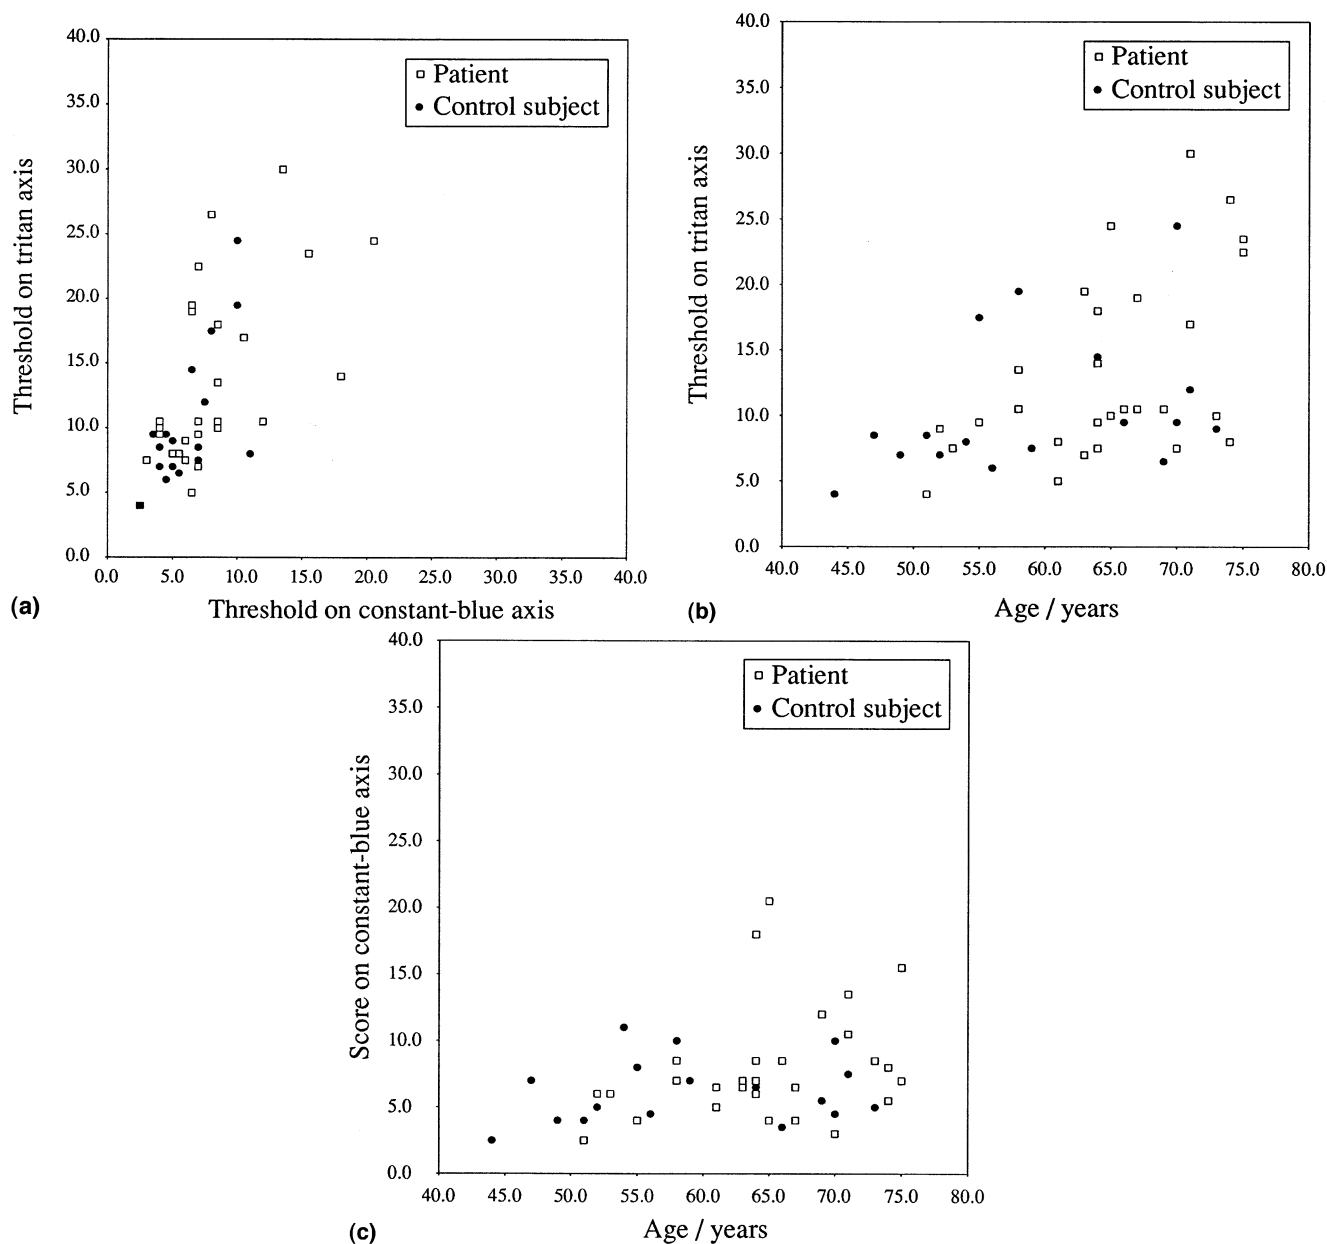 40.0
35.0
30.0
25.0
20.0
15.0
10.0
5.0
0.0
Threshold on tritan axis
Patient
Control subject
0.0 5.0 10.0 15.0 20.0 25.0 30.0 35.0 40.0
(a) Threshold on constant-blue axis
40.0
35.0
30.0
25.0
20.0
15.0
10.0
5.0
0.0
Threshold on tritan axis
Patient
Control subject
40.0 45.0 50.0 55.0 60.0 65.0 70.0 75.0 80.0
(b) Age / years
40.0
35.0
30.0
25.0
20.0
15.0
10.0
5.0
0.0
Score on constant-blue axis
Patient
Control subject
40.0 45.0 50.0 55.0 60.0 65.0 70.0 75.0 80.0
(c) Age / years